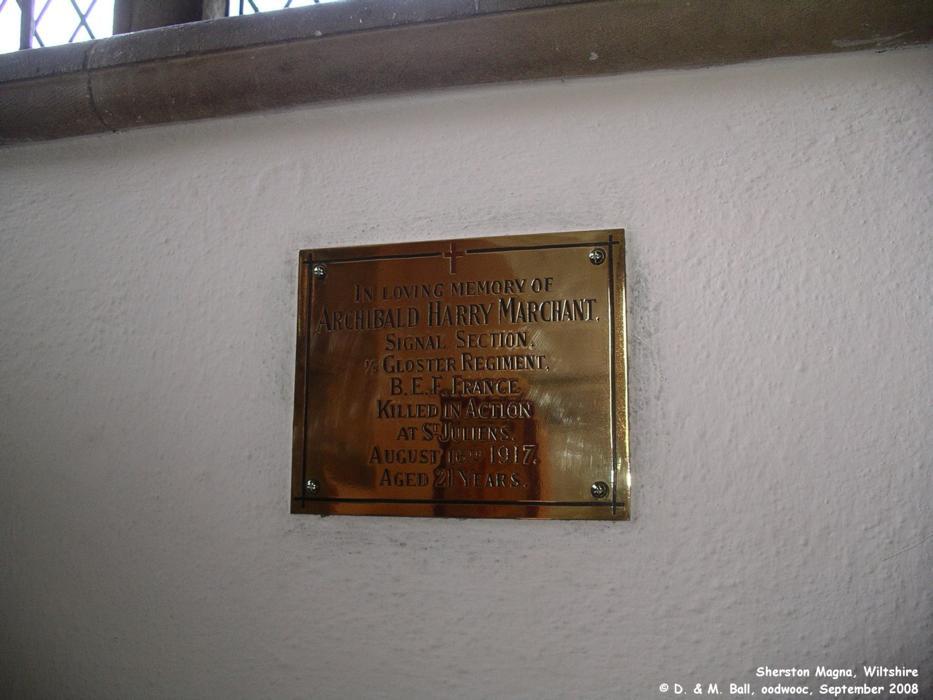 IN LOVING MEMORY OF
ARCHIBALD HARRY MARCHANT,
SIGNAL SECTION,
GLOSTER REGIMENT,
B.E.F. FRANCE
KILLED IN ACTION
AT ST JULIENS,
AUGUST 1917.
AGED 21 YEARS.
Sherston Magna, Wiltshire
© D. & M. Ball, oodwooc, September 2008